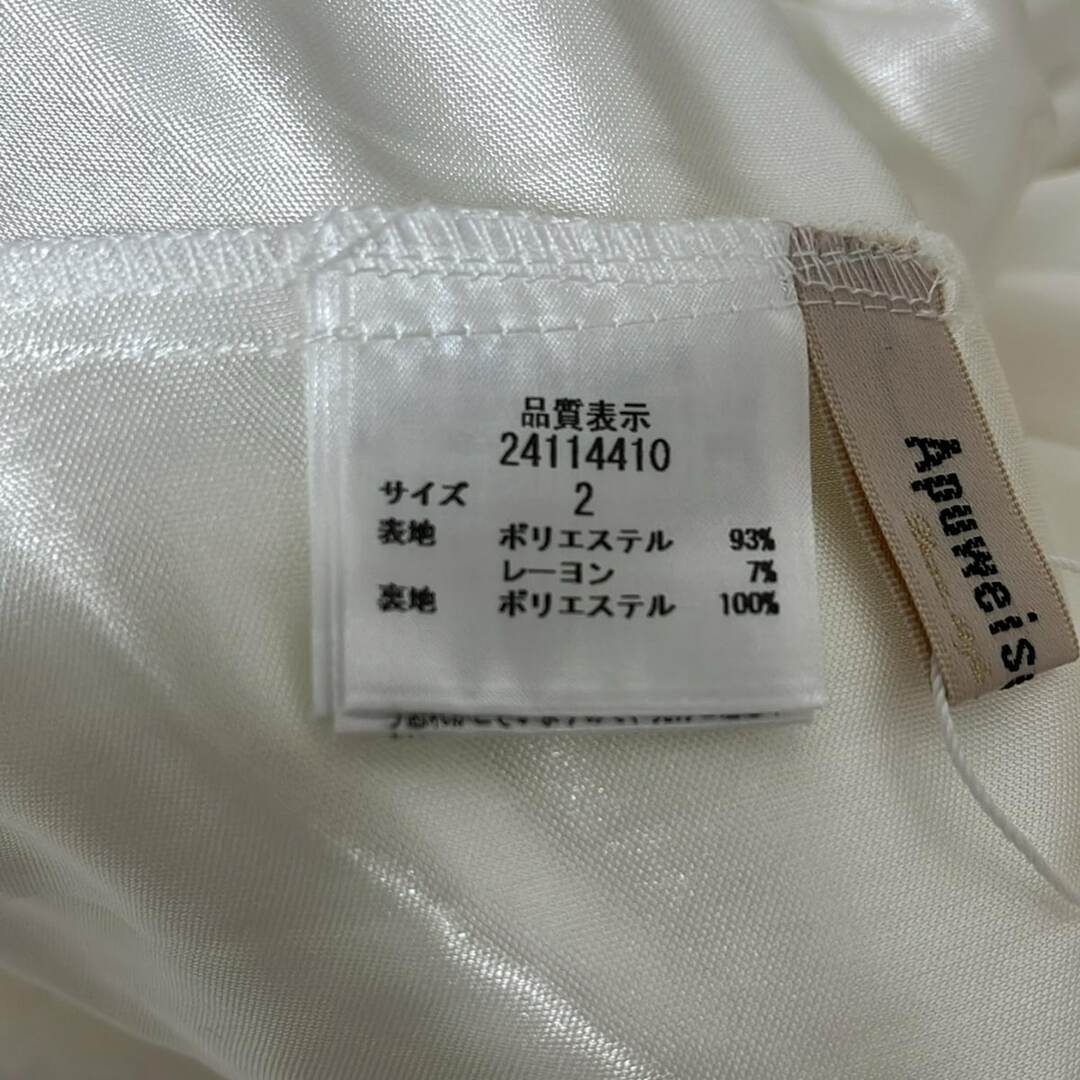 品質表示
24114410
サイズ 2
表地 ポリエステル 93%
レーヨン 7%
裏地 ポリエステル 100%
Apuweis